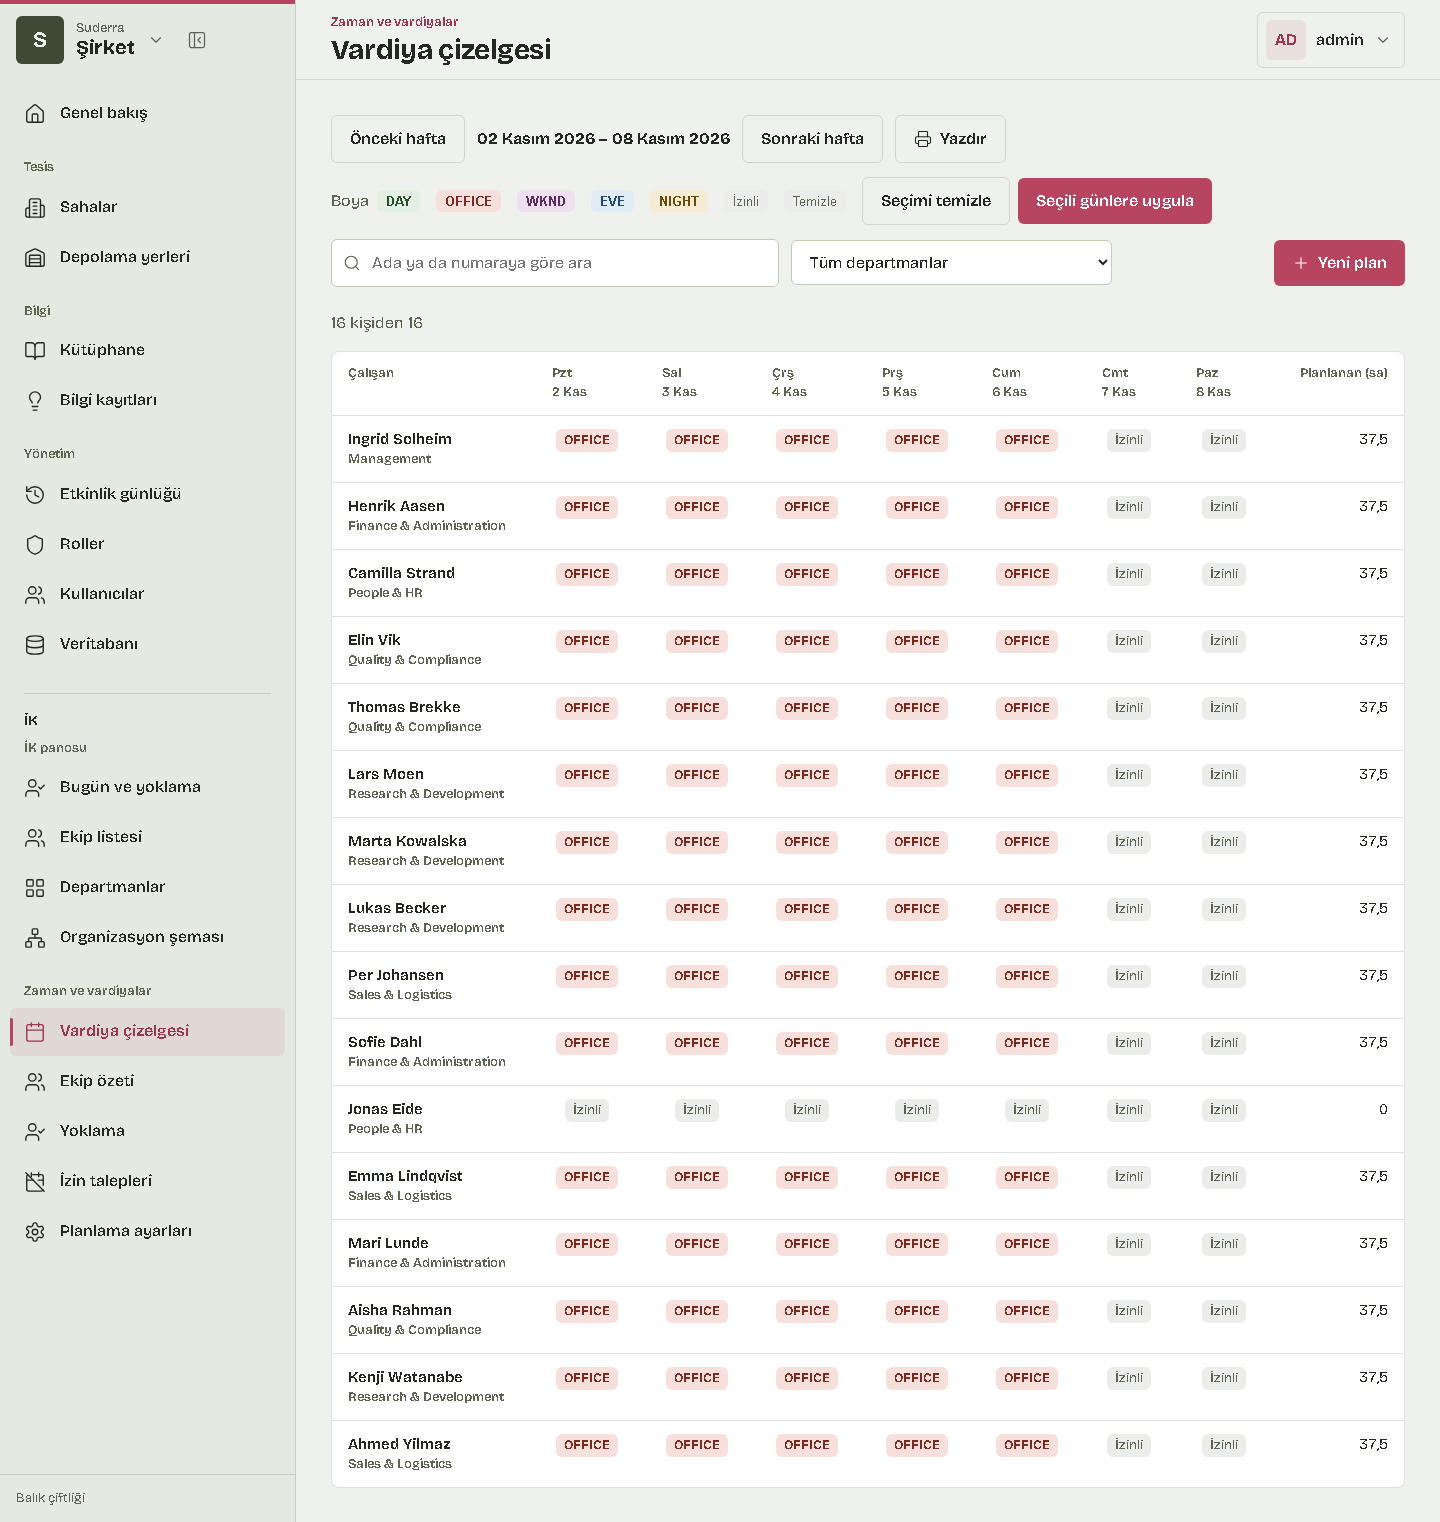 S
Suderra
Şirket
Genel bakış
Tesis
Sahalar
Depolama yerleri
Bilgi
Kütüphane
Bilgi kayıtları
Yönetim
Etkinlik günlüğü
Roller
Kullanıcılar
Veritabanı
İK
İK panosu
Bugün ve yoklama
Ekip listesi
Departmanlar
Organizasyon şeması
Zaman ve vardiyalar
Vardiya çizelgesi
Ekip özeti
Yoklama
İzin talepleri
Planlama ayarları
Balık çiftliği
Zaman ve vardiyalar
Vardiya çizelgesi
AD admin
Önceki hafta 02 Kasım 2026 – 08 Kasım 2026 Sonraki hafta Yazdır
Boya DAY OFFICE WKND EVE NIGHT İzinli Temizle Seçimi temizle Seçili günlere uygula
Ada ya da numaraya göre ara Tüm departmanlar Yeni plan
16 kişiden 16
Çalışan Pzt Sal Çrş Prş Cum Cmt Paz Planlanan (sa)
2 Kas 3 Kas 4 Kas 5 Kas 6 Kas 7 Kas 8 Kas
Ingrid Solheim OFFICE OFFICE OFFICE OFFICE OFFICE İzinli İzinli 37,5
Management
Henrik Aasen OFFICE OFFICE OFFICE OFFICE OFFICE İzinli İzinli 37,5
Finance & Administration
Camilla Strand OFFICE OFFICE OFFICE OFFICE OFFICE İzinli İzinli 37,5
People & HR
Elin Vik OFFICE OFFICE OFFICE OFFICE OFFICE İzinli İzinli 37,5
Quality & Compliance
Thomas Brekke OFFICE OFFICE OFFICE OFFICE OFFICE İzinli İzinli 37,5
Quality & Compliance
Lars Moen OFFICE OFFICE OFFICE OFFICE OFFICE İzinli İzinli 37,5
Research & Development
Marta Kowalska OFFICE OFFICE OFFICE OFFICE OFFICE İzinli İzinli 37,5
Research & Development
Lukas Becker OFFICE OFFICE OFFICE OFFICE OFFICE İzinli İzinli 37,5
Research & Development
Per Johansen OFFICE OFFICE OFFICE OFFICE OFFICE İzinli İzinli 37,5
Sales & Logistics
Sofie Dahl OFFICE OFFICE OFFICE OFFICE OFFICE İzinli İzinli 37,5
Finance & Administration
Jonas Eide İzinli İzinli İzinli İzinli İzinli İzinli İzinli 0
People & HR
Emma Lindqvist OFFICE OFFICE OFFICE OFFICE OFFICE İzinli İzinli 37,5
Sales & Logistics
Mari Lunde OFFICE OFFICE OFFICE OFFICE OFFICE İzinli İzinli 37,5
Finance & Administration
Aisha Rahman OFFICE OFFICE OFFICE OFFICE OFFICE İzinli İzinli 37,5
Quality & Compliance
Kenji Watanabe OFFICE OFFICE OFFICE OFFICE OFFICE İzinli İzinli 37,5
Research & Development
Ahmed Yilmaz OFFICE OFFICE OFFICE OFFICE OFFICE İzinli İzinli 37,5
Sales & Logistics